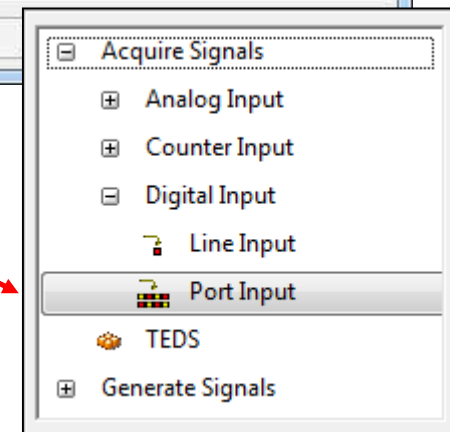 Acquire Signals
Analog Input
Counter Input
Digital Input
Line Input
Port Input
TEDS
Generate Signals